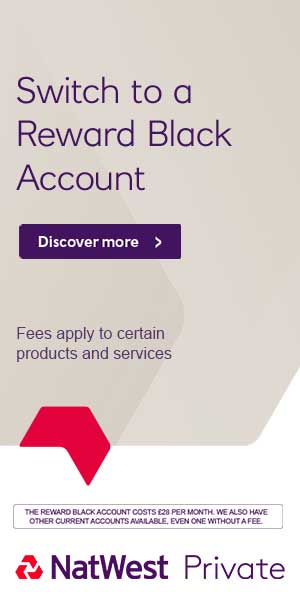 Switch to a
Reward Black
Account
Discover more >
Fees apply to certain
products and services
THE REWARD BLACK ACCOUNT COSTS £28 PER MONTH. WE ALSO HAVE
OTHER CURRENT ACCOUNTS AVAILABLE, EVEN ONE WITHOUT A FEE.
NatWest Private